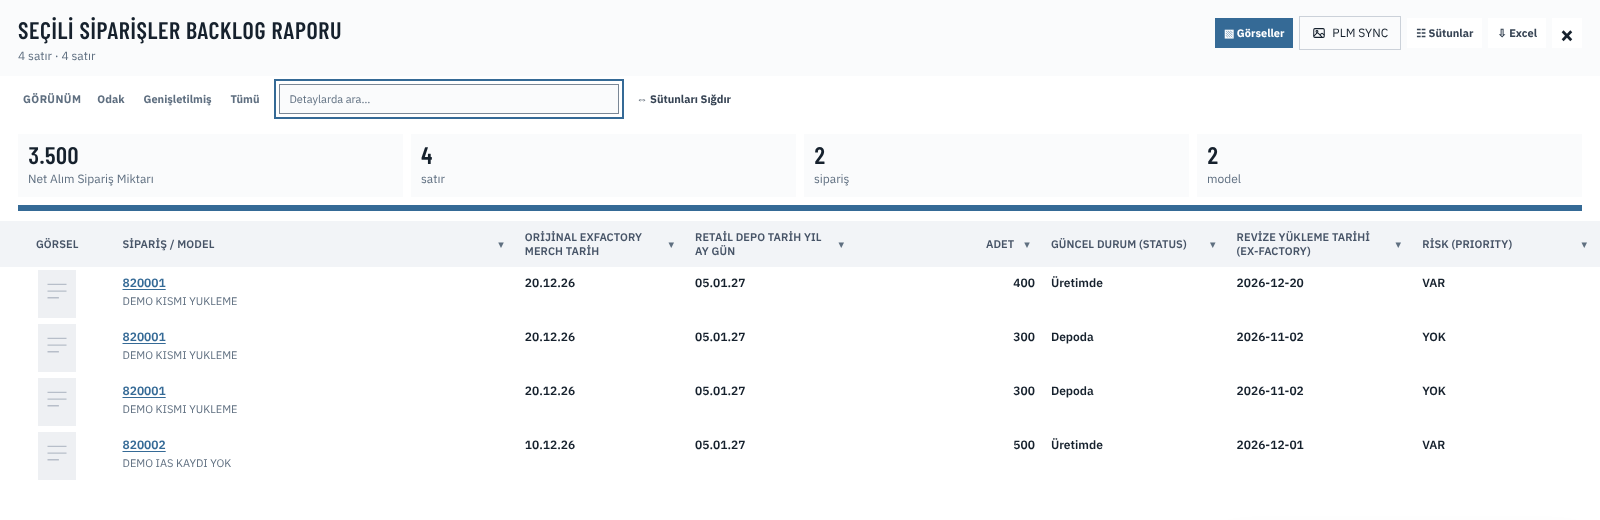 SEÇİLİ SİPARİŞLER BACKLOG RAPORU
4 satır · 4 satır
Görseller
PLM SYNC
Sütunlar
Excel
GÖRÜNÜM Odak Genişletilmiş Tümü
Detaylarda ara...
↔ Sütunları Sığdır
3.500
Net Alım Sipariş Miktarı
4
satır
2
sipariş
2
model
GÖRSEL
SİPARİŞ / MODEL
ORİJİNAL EXFACTORY
MERCH TARİH
RETAİL DEPO TARİH YIL
AY GÜN
ADET
GÜNCEL DURUM (STATUS)
REVİZE YÜKLEME TARİHİ
(EX-FACTORY)
RİSK (PRIORITY)
820001 20.12.26 05.01.27 400 Üretimde 2026-12-20 VAR
DEMO KISMI YUKLEME
820001 20.12.26 05.01.27 300 Depoda 2026-11-02 YOK
DEMO KISMI YUKLEME
820001 20.12.26 05.01.27 300 Depoda 2026-11-02 YOK
DEMO KISMI YUKLEME
820002 10.12.26 05.01.27 500 Üretimde 2026-12-01 VAR
DEMO IAS KAYDI YOK